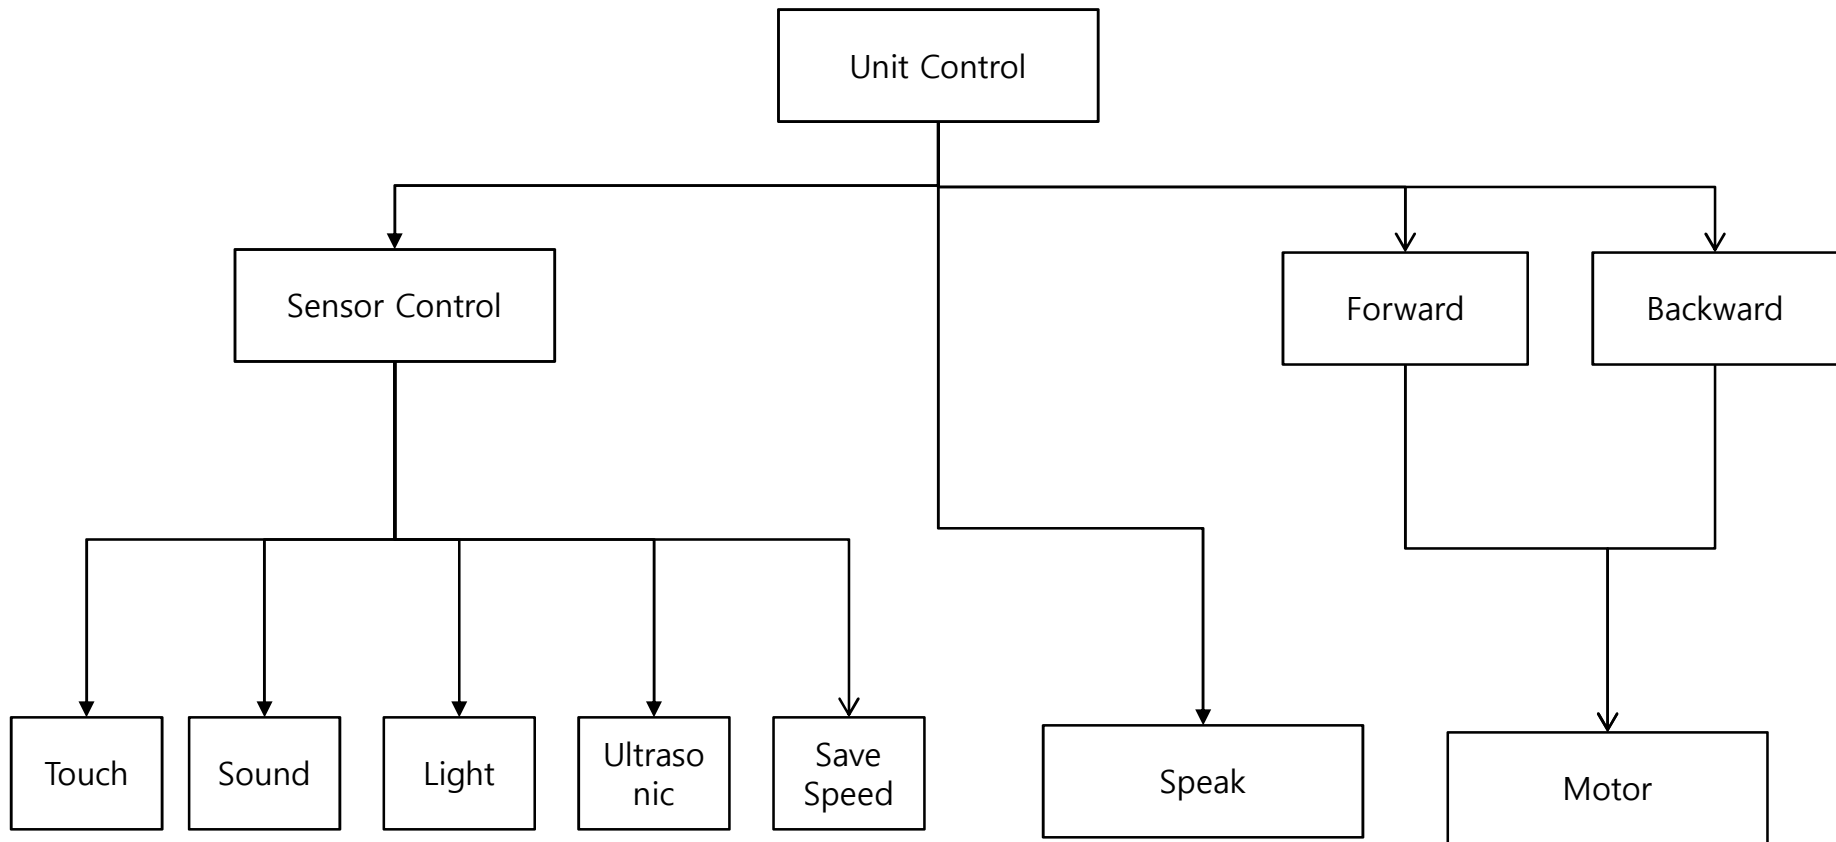 Unit Control
Sensor Control
Forward
Backward
Touch
Sound
Light
Ultraso
nic
Save
Speed
Speak
Motor